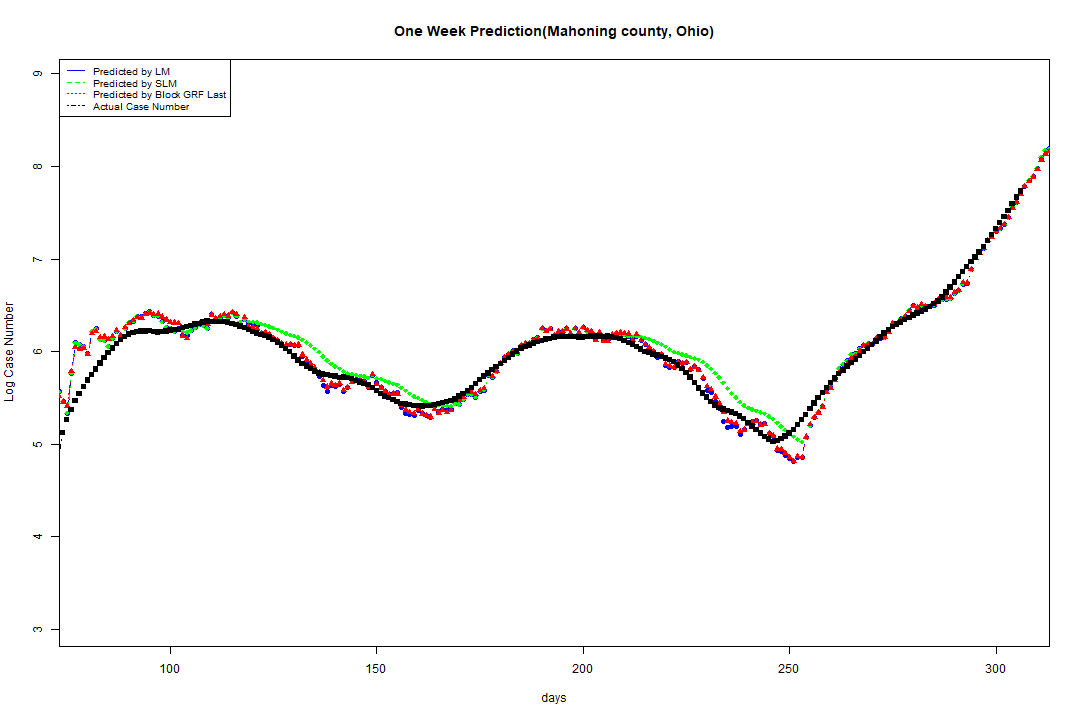 One Week Prediction(Mahoning county, Ohio)
Predicted by LM
Predicted by SLM
Predicted by Block GRF Last
Actual Case Number
Log Case Number
9
8
7
6
5
4
3
100 150 200 250 300
days